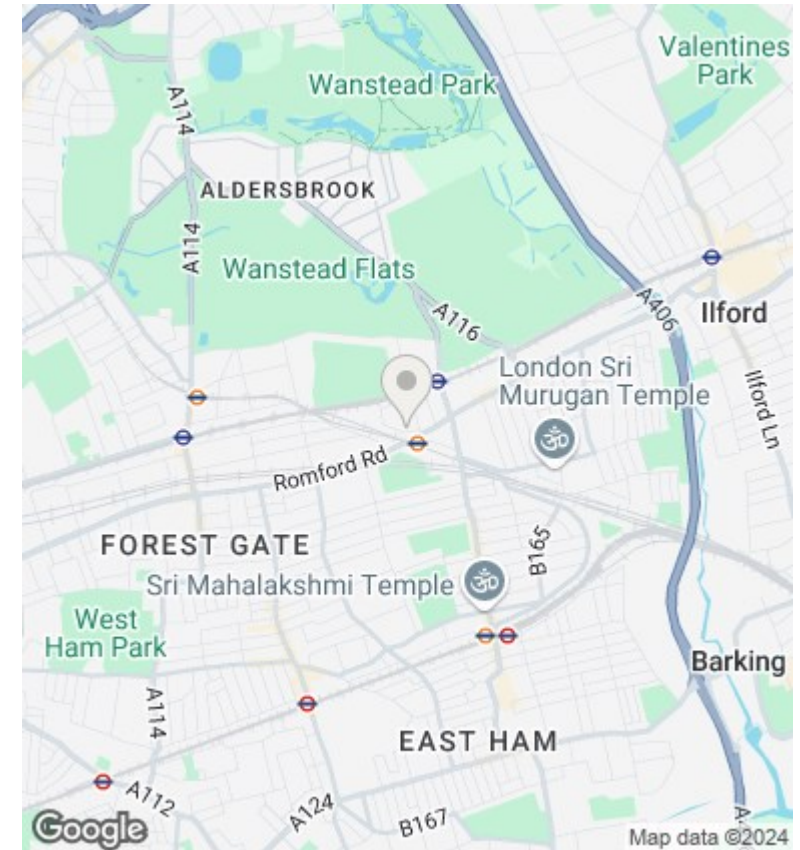 Valentines
Park
Wanstead Park
A114
ALDERSBROOK
A114
Wanstead Flats
A116
A406
Ilford
London Sri
Murugan Temple
Ilford Ln
Romford Rd
FOREST GATE
B165
Sri Mahalakshmi Temple
West
Ham Park
Barking
A114
EAST HAM
A112
A124
B167
A
Google
Map data ©2024